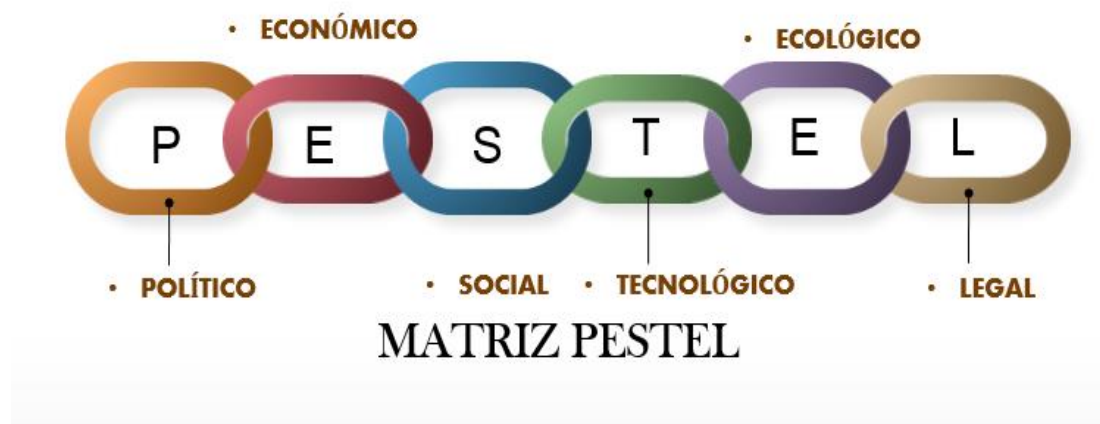 • ECONÓMICO
• ECOLÓGICO
P E S T E L
• POLÍTICO
• SOCIAL
• TECNOLÓGICO
• LEGAL
MATRIZ PESTEL